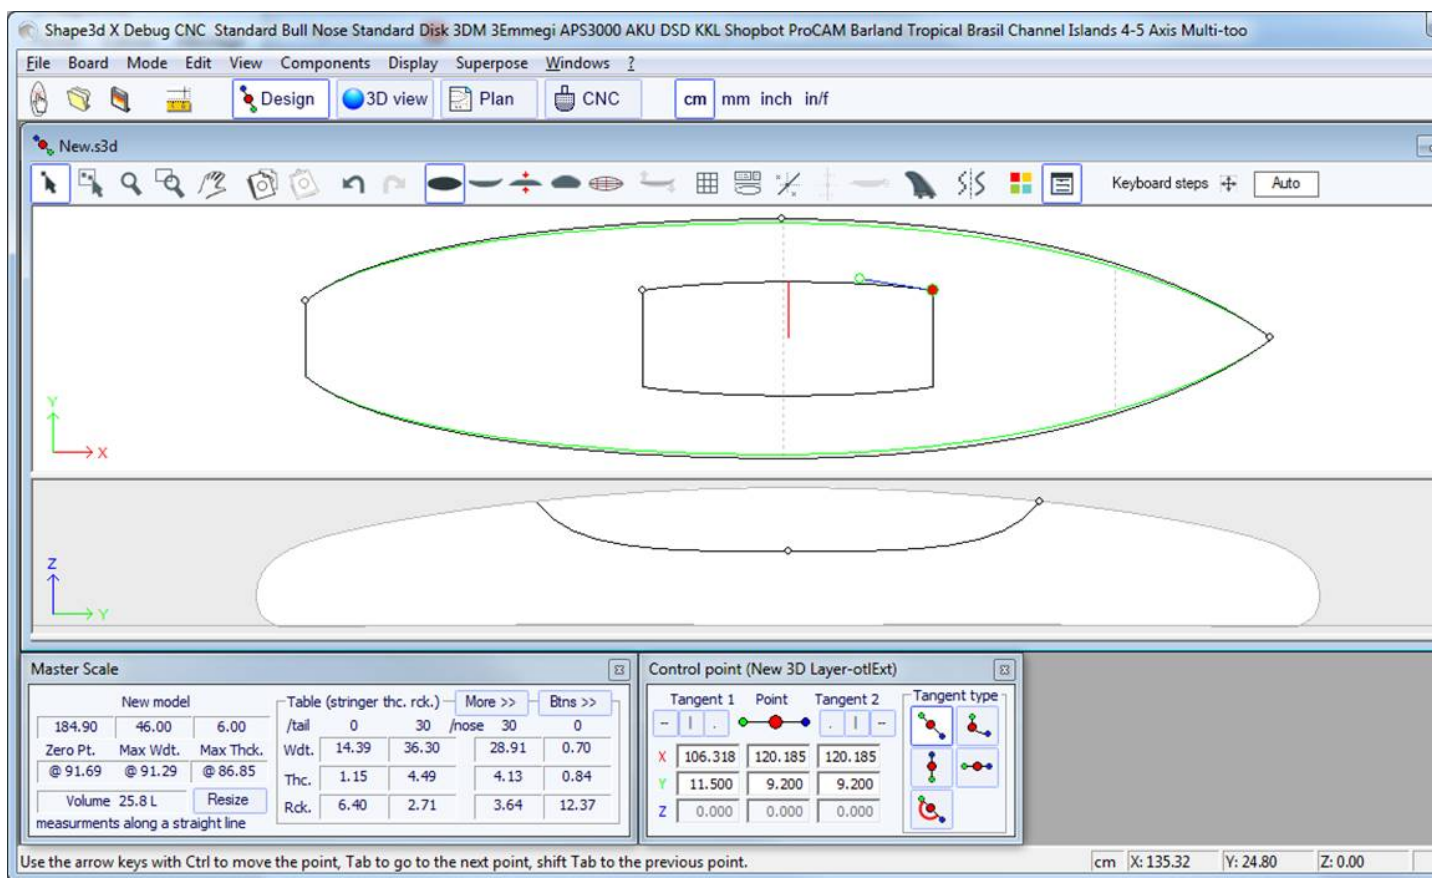 Shape3d X Debug CNC Standard Bull Nose Standard Disk 3DM 3Emmegi APS3000 AKU DSD KKL Shopbot ProCAM Barland Tropical Brasil Channel Islands 4-5 Axis Multi-too
File Board Mode Edit View Components Display Superpose Windows ?
Design 3D view Plan CNC cm mm inch in/f
New.s3d
Keyboard steps Auto
Y
X
Z
Y
Master Scale
New model
184.90 46.00 6.00
Zero Pt. Max Wdt. Max Thck.
@ 91.69 @ 91.29 @ 86.85
Volume 25.8 L Resize
measurments along a straight line
Table (stringer thc. rck.) More >> Btns >>
/tail 0 30 /nose 30 0
Wdt. 14.39 36.30 28.91 0.70
Thc. 1.15 4.49 4.13 0.84
Rck. 6.40 2.71 3.64 12.37
Control point (New 3D Layer-otlExt)
Tangent 1 Point Tangent 2 Tangent type
-- | . . | --
X 106.318 120.185 120.185
Y 11.500 9.200 9.200
Z 0.000 0.000 0.000
Use the arrow keys with Ctrl to move the point, Tab to go to the next point, shift Tab to the previous point.
cm X: 135.32 Y: 24.80 Z: 0.00